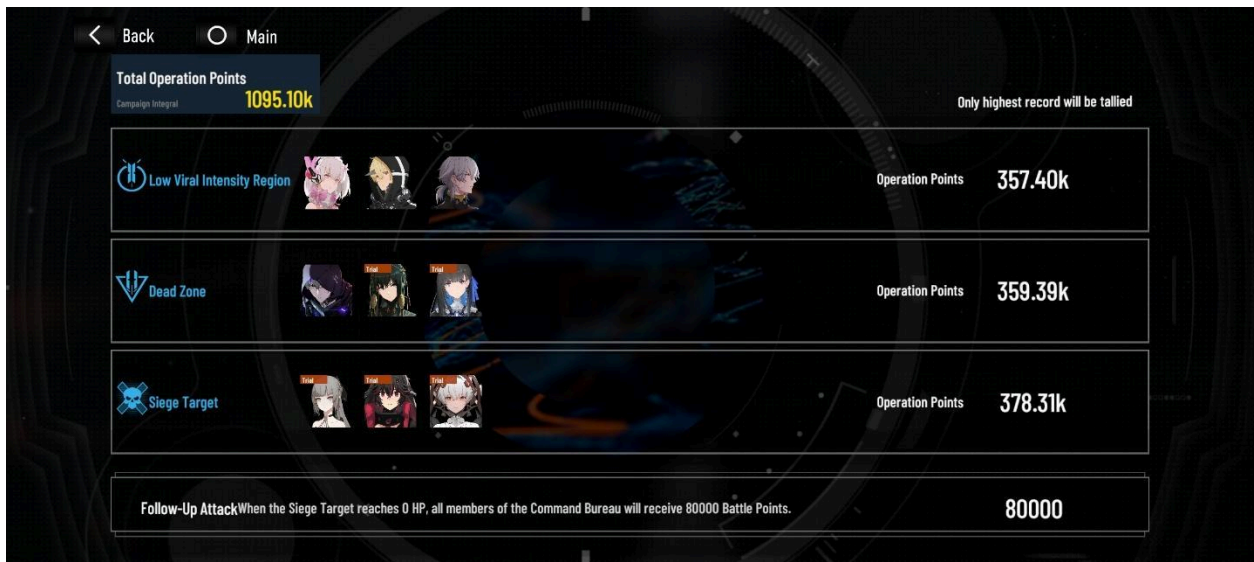 Back
Main
Total Operation Points
Campaign Integral 1095.10k
Only highest record will be tallied
Low Viral Intensity Region
Operation Points 357.40k
Trial Trial
Dead Zone
Operation Points 359.39k
Trial Trial Trial
Siege Target
Operation Points 378.31k
Follow-Up Attack When the Siege Target reaches 0 HP, all members of the Command Bureau will receive 80000 Battle Points. 80000